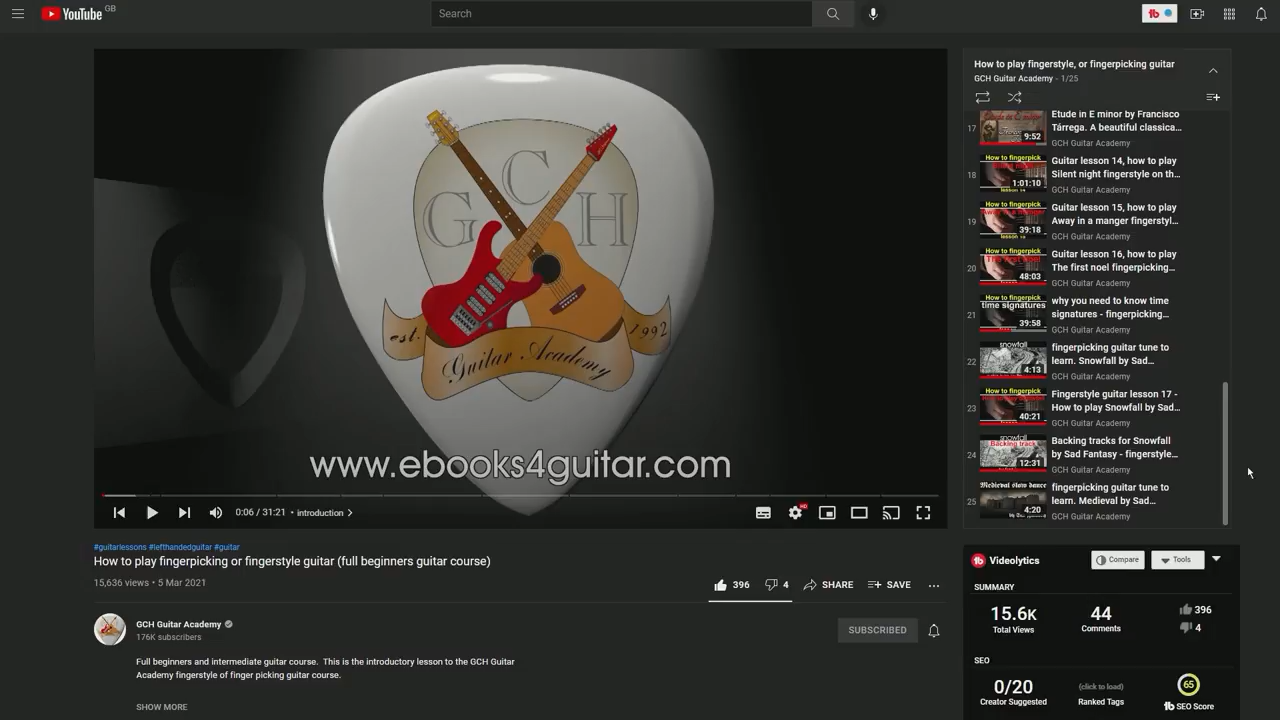 YouTube GB
Search
G C H
est. 1992
Guitar Academy
www.ebooks4guitar.com
0:06 / 31:21 • introduction >
#guitarlessons #lefthandedguitar #guitar
How to play fingerpicking or fingerstyle guitar (full beginners guitar course)
15,636 views • 5 Mar 2021
396
4
SHARE
SAVE
GCH Guitar Academy
176K subscribers
SUBSCRIBED
Full beginners and intermediate guitar course. This is the introductory lesson to the GCH Guitar
Academy fingerstyle of finger picking guitar course.
SHOW MORE
How to play fingerstyle, or fingerpicking guitar
GCH Guitar Academy - 1/25
17
9:52
Etude in E minor by Francisco
Tárrega. A beautiful classica...
GCH Guitar Academy
18
How to fingerpick
1:01:10
Guitar lesson 14, how to play
Silent night fingerstyle on th...
GCH Guitar Academy
19
How to fingerpick
39:18
Guitar lesson 15, how to play
Away in a manger fingerstyl...
GCH Guitar Academy
20
How to fingerpick
48:03
Guitar lesson 16, how to play
The first noel fingerpicking...
GCH Guitar Academy
21
How to fingerpick
time signatures
39:58
why you need to know time
signatures - fingerpicking...
GCH Guitar Academy
22
snowfall
4:13
fingerpicking guitar tune to
learn. Snowfall by Sad...
GCH Guitar Academy
23
How to fingerpick
40:21
Fingerstyle guitar lesson 17 -
How to play Snowfall by Sad...
GCH Guitar Academy
24
snowfall
Backing track
12:31
Backing tracks for Snowfall
by Sad Fantasy - fingerstyle...
GCH Guitar Academy
25
Medieval slow dance
4:20
fingerpicking guitar tune to
learn. Medieval by Sad...
GCH Guitar Academy
tb Videolytics
Compare
Tools
SUMMARY
15.6K
Total Views
44
Comments
396
4
SEO
0/20
Creator Suggested
(click to load)
Ranked Tags
65
tb SEO Score